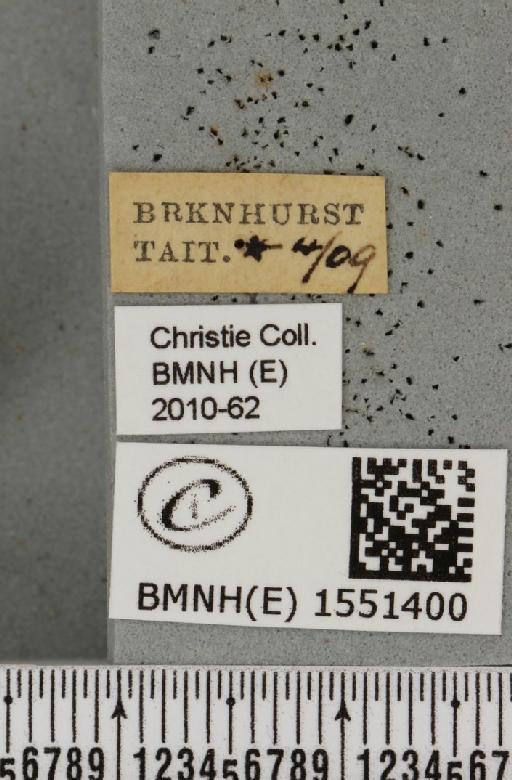 BRKNHURST
TAIT. ★ 4/09
Christie Coll.
BMNH (E)
2010-62
C
BMNH(E) 1551400
56789 123456789 1234567